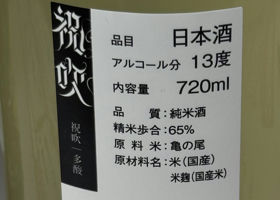 祝吹
祝吹|多酸
品目 日本酒
アルコール分 13度
内容量 720ml
品質:純米酒
精米歩合:65%
原料米:亀の尾
原材料名:米(国産)
米麹(国産米)